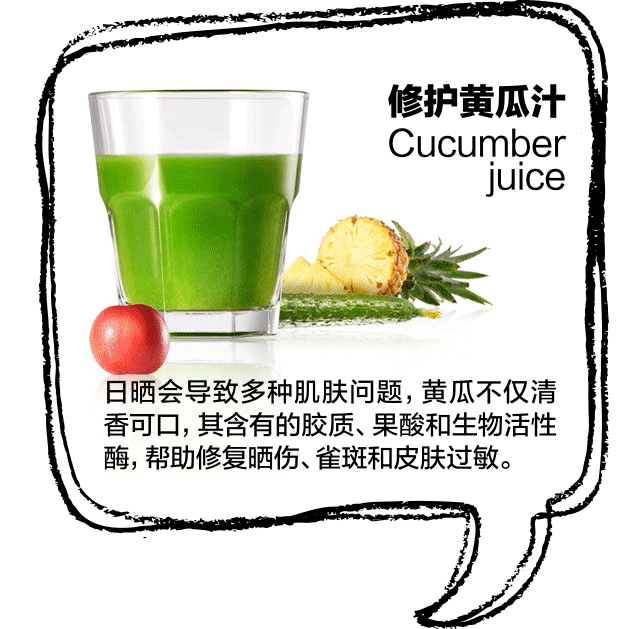 修护黄瓜汁
Cucumber
juice
日晒会导致多种肌肤问题，黄瓜不仅清
香可口，其含有的胶质、果酸和生物活性
酶，帮助修复晒伤、雀斑和皮肤过敏。